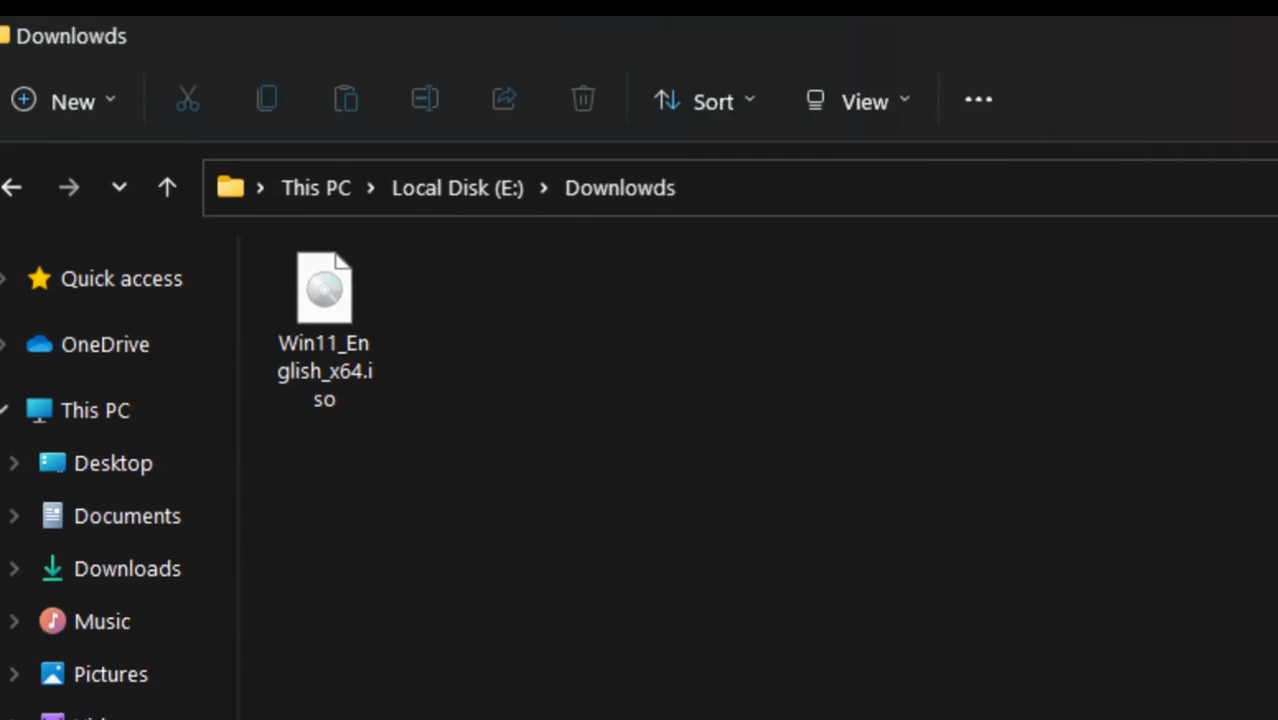 Downlowds
New
Sort
View
This PC
Local Disk (E:)
Downlowds
Quick access
OneDrive
This PC
Desktop
Documents
Downloads
Music
Pictures
Win11_En
glish_x64.i
so